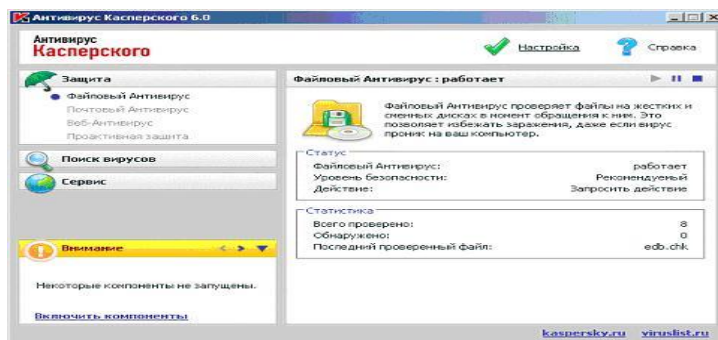 Антивирус Касперского 6.0
Антивирус
Касперского
Настройка
Справка
Защита
Файловый Антивирус
Почтовый Антивирус
Веб-Антивирус
Проактивная защита
Поиск вирусов
Сервис
Внимание
Некоторые компоненты не запущены.
Включить компоненты
Файловый Антивирус : работает
Файловый Антивирус проверяет файлы на жестких и
сменных дисках в момент обращения к ним. Это
позволяет избежать заражения, даже если вирус
проник на ваш компьютер.
Статус
Файловый Антивирус: работает
Уровень безопасности: Рекомендуемый
Действие: Запросить действие
Статистика
Всего проверено: 8
Обнаружено: 0
Последний проверенный файл: edb.chk
kaspersky.ru viruslist.ru